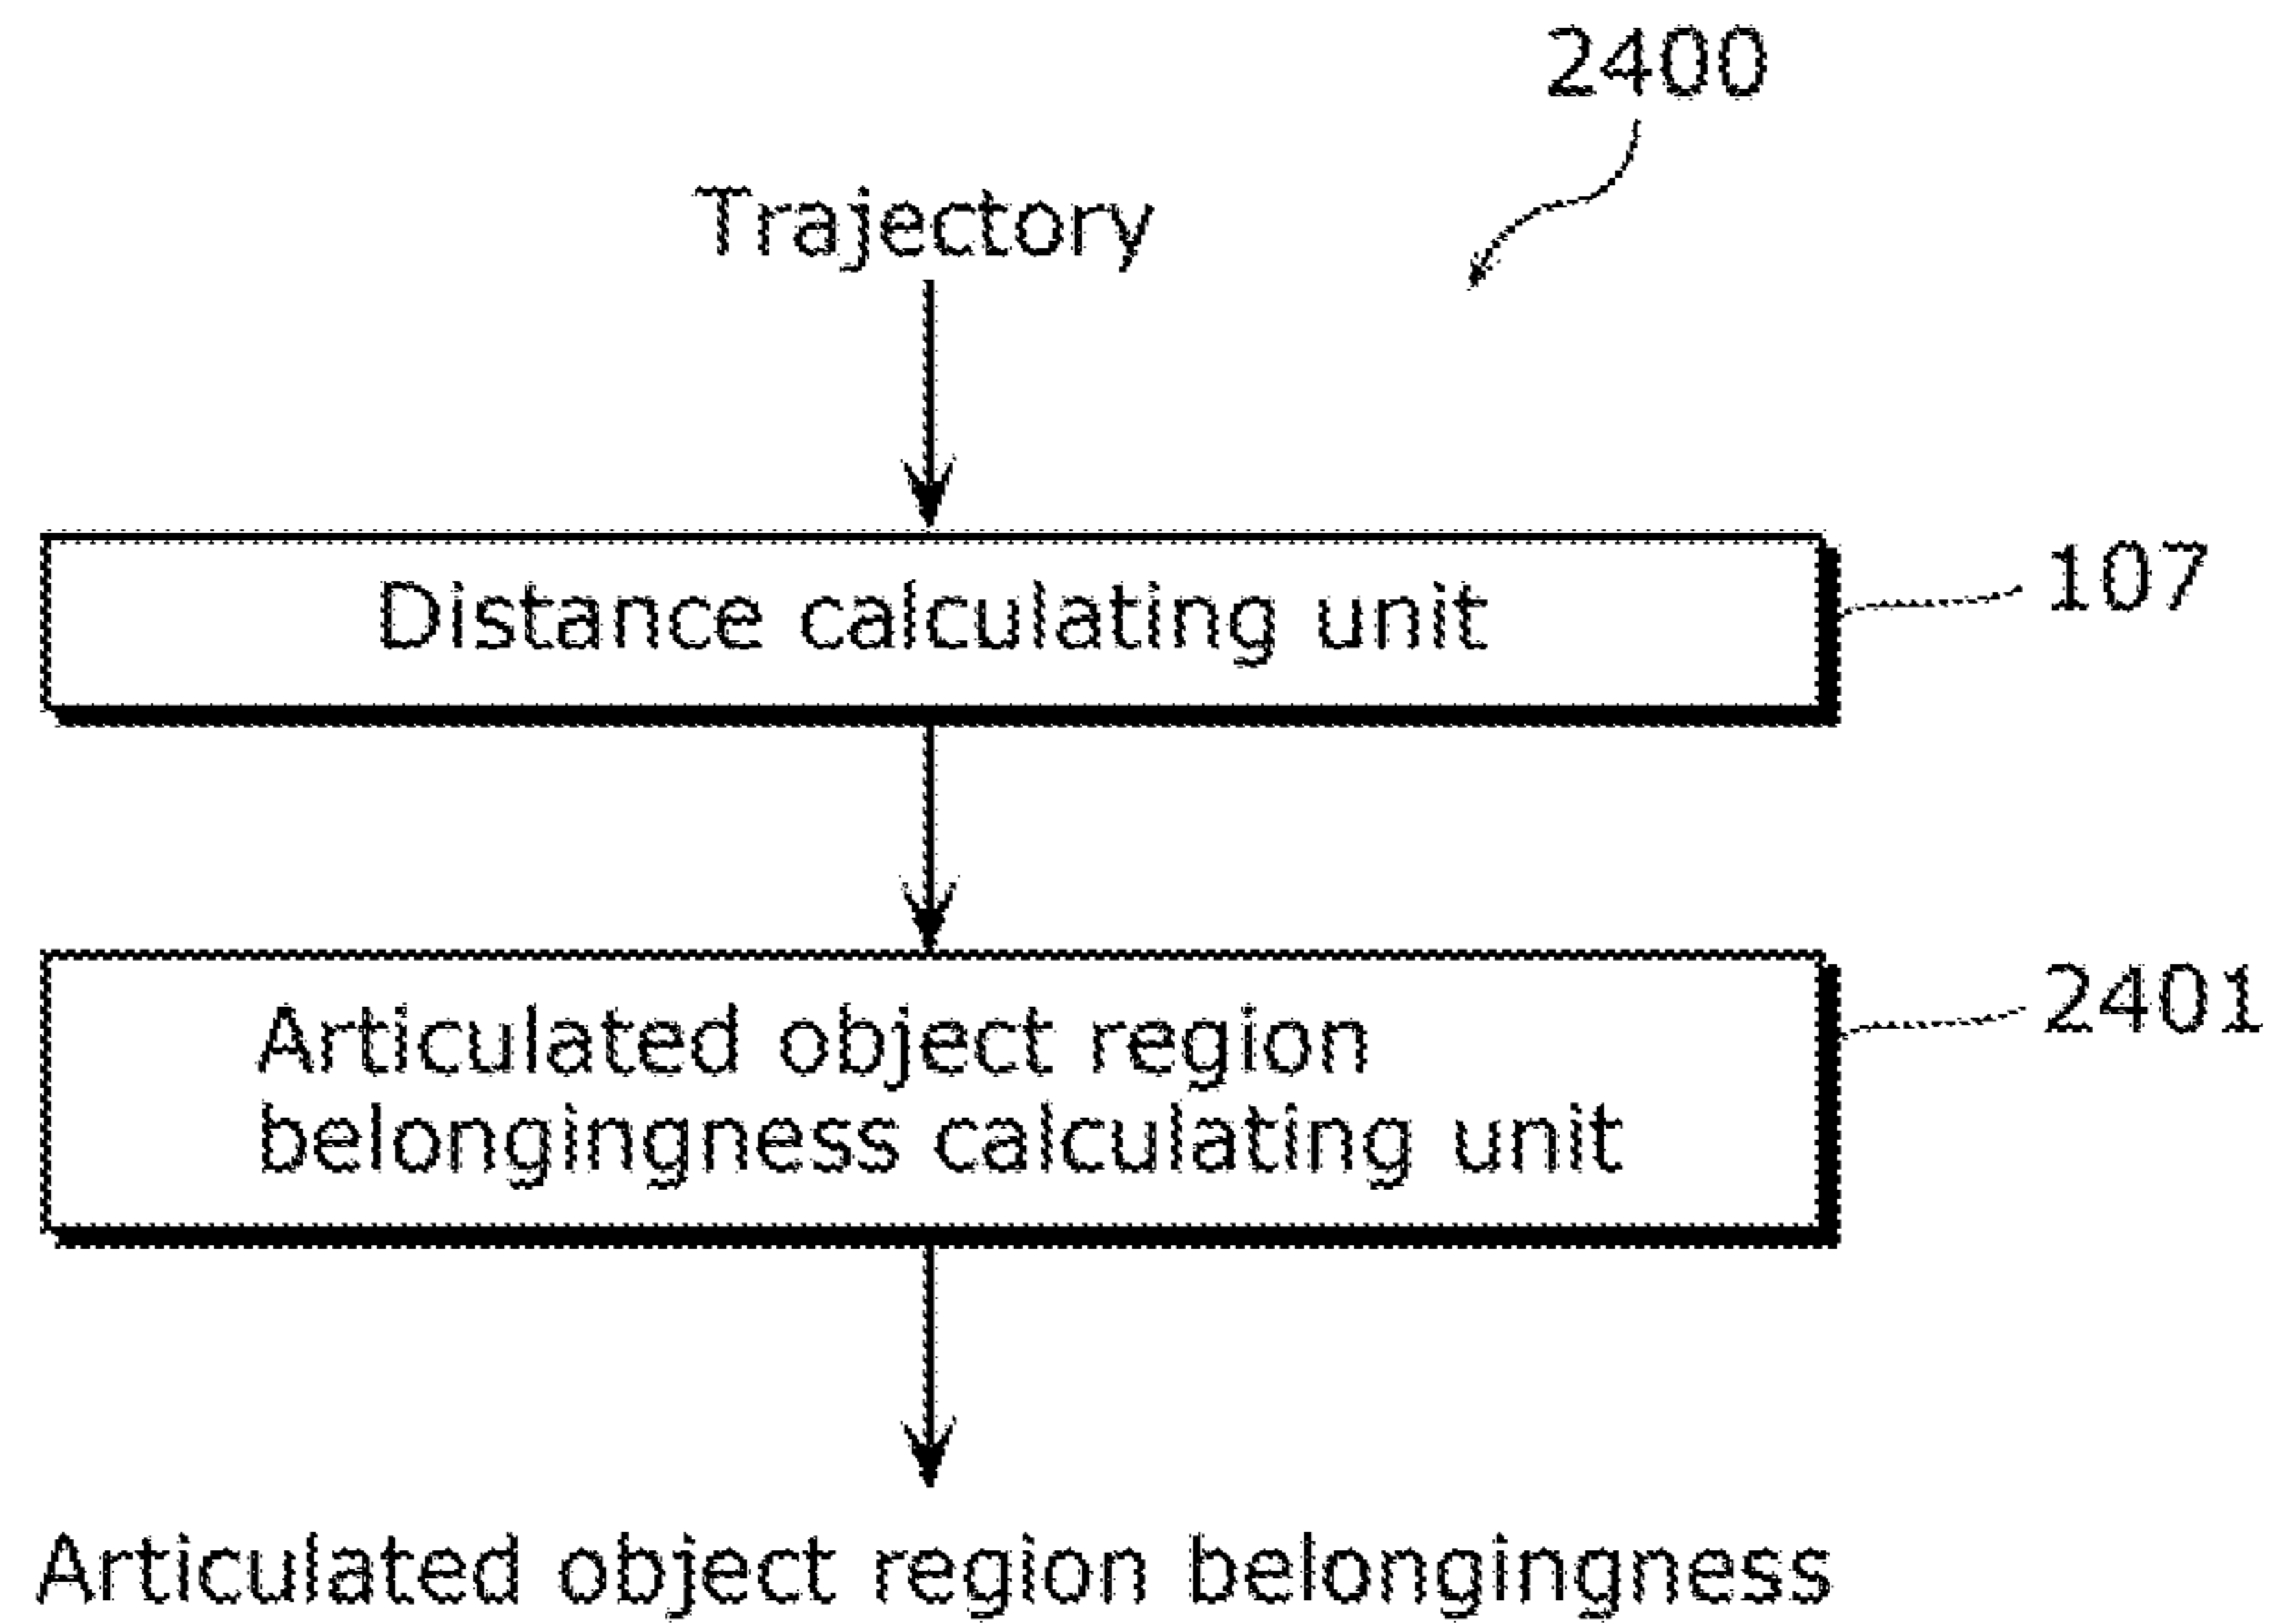 2400
Trajectory
Distance calculating unit
107
Articulated object region
belongingness calculating unit
2401
Articulated object region belongingness